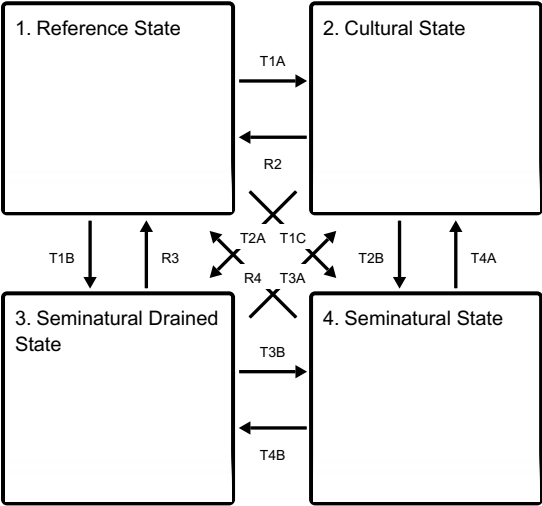 1. Reference State
2. Cultural State
T1A
R2
T2A
T1C
T1B
R3
T2B
T4A
R4
T3A
3. Seminatural Drained
State
4. Seminatural State
T3B
T4B